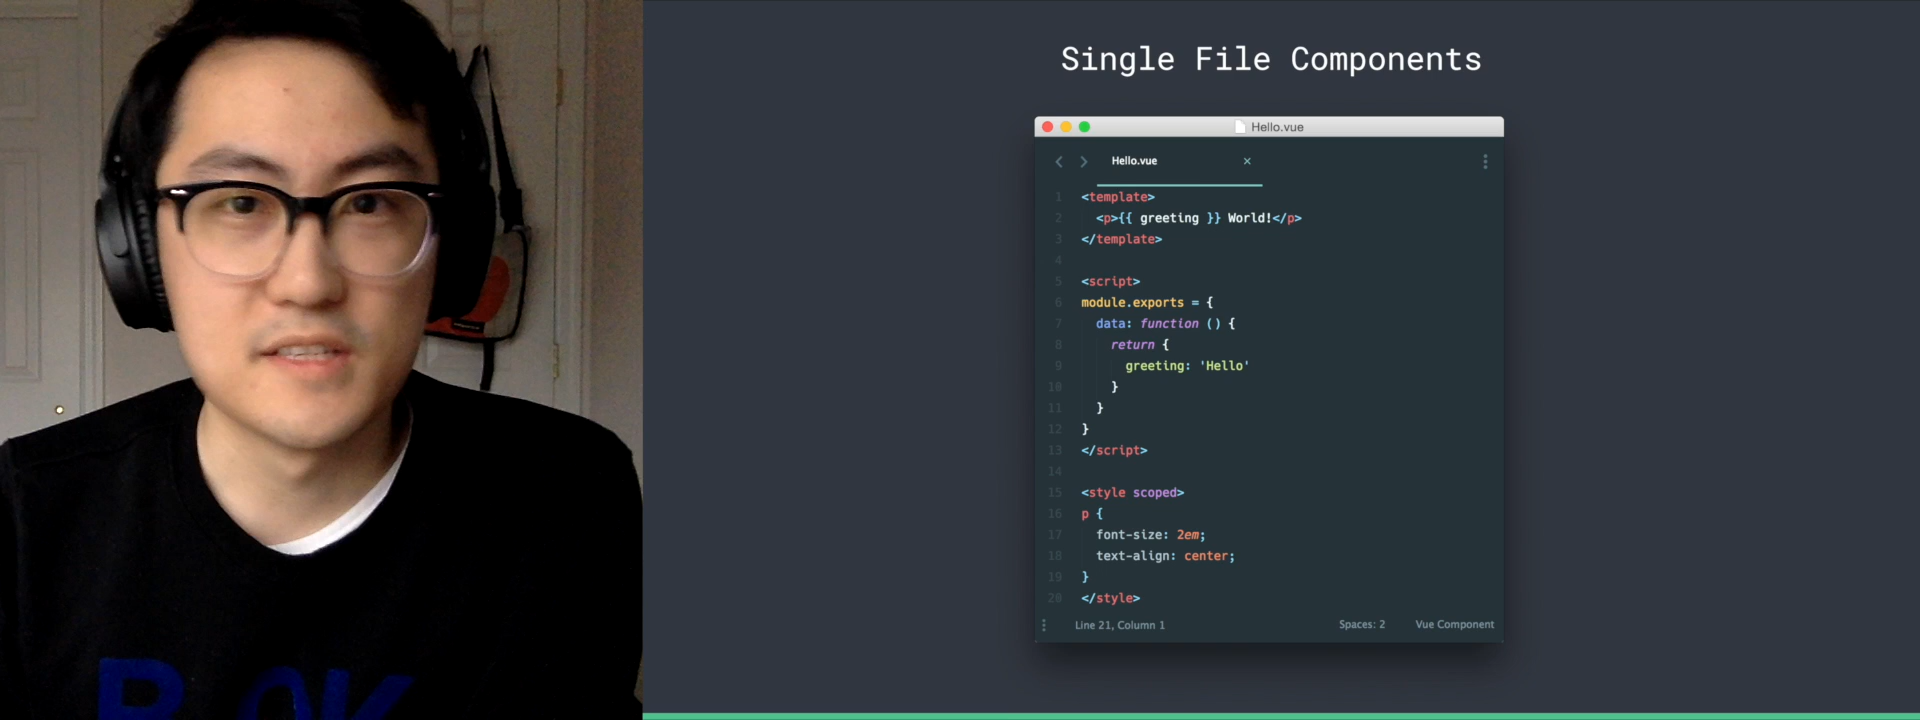 Single File Components
Hello.vue
Hello.vue ×
1 <template>
2 <p>{{ greeting }} World!</p>
3 </template>
4
5 <script>
6 module.exports = {
7 data: function () {
8 return {
9 greeting: 'Hello'
10 }
11 }
12 }
13 </script>
14
15 <style scoped>
16 p {
17 font-size: 2em;
18 text-align: center;
19 }
20 </style>
Line 21, Column 1 Spaces: 2 Vue Component